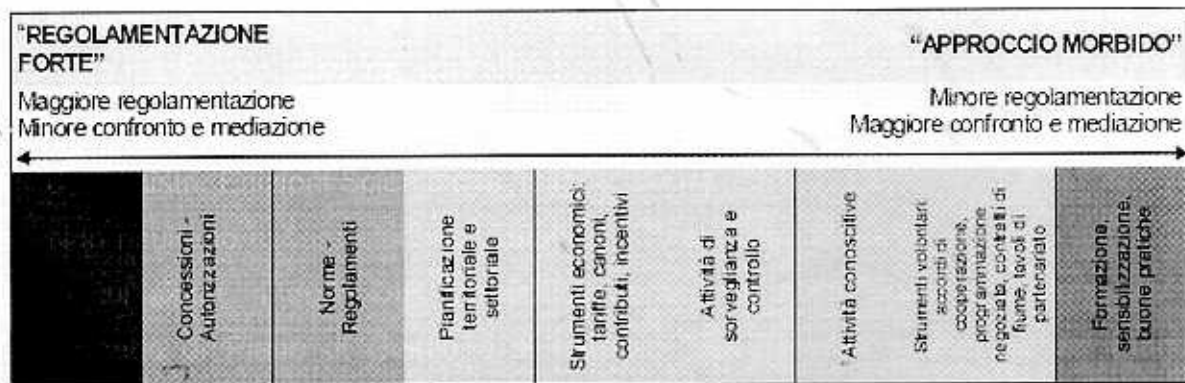 "REGOLAMENTAZIONE
FORTE"
"APPROCCIO MORBIDO"
Maggiore regolamentazione
Minore confronto e mediazione
Minore regolamentazione
Maggiore confronto e mediazione
Concessioni -
Autorizzazioni
Norme -
Regolamenti
Pianificazione
territoriale e
settoriale
Strumenti economici:
tariffe, canoni,
contributi, incentivi
Attività di
sorveglianza e
controllo
Attività conoscitive
Strumenti volontari:
accordi di
cooperazione,
programmazione
negoziata, contratti di
fiume, tavoli di
partenariato
Formazione,
sensibilizzazione,
buone pratiche